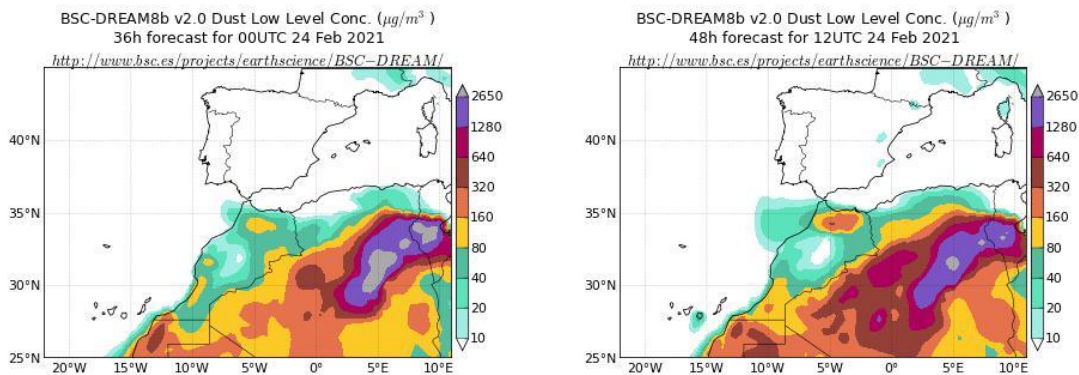 BSC-DREAM8b v2.0 Dust Low Level Conc. (μg/m³ )
36h forecast for 00UTC 24 Feb 2021
http://www.bsc.es/projects/earthscience/BSC−DREAM/
40°N
35°N
30°N
25°N
20°W
15°W
10°W
5°W
0°
5°E
10°E
2650
1280
640
320
160
80
40
20
10
BSC-DREAM8b v2.0 Dust Low Level Conc. (μg/m³ )
48h forecast for 12UTC 24 Feb 2021
http://www.bsc.es/projects/earthscience/BSC−DREAM/
40°N
35°N
30°N
25°N
20°W
15°W
10°W
5°W
0°
5°E
10°E
2650
1280
640
320
160
80
40
20
10